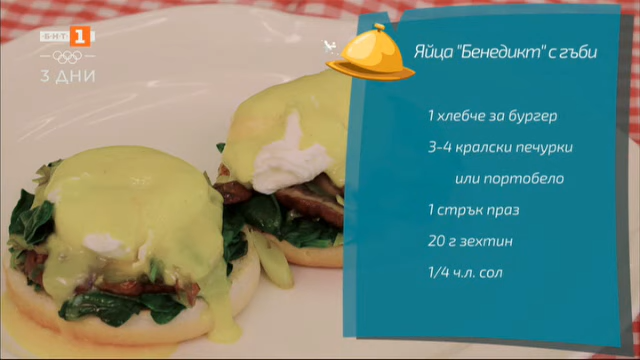 БНТ 1
3 ДНИ
Яйца "Бенедикт" с гъби
1 хлебче за бургер
3-4 кралски печурки
или портобело
1 стрък праз
20 г зехтин
1/4 ч.л. сол